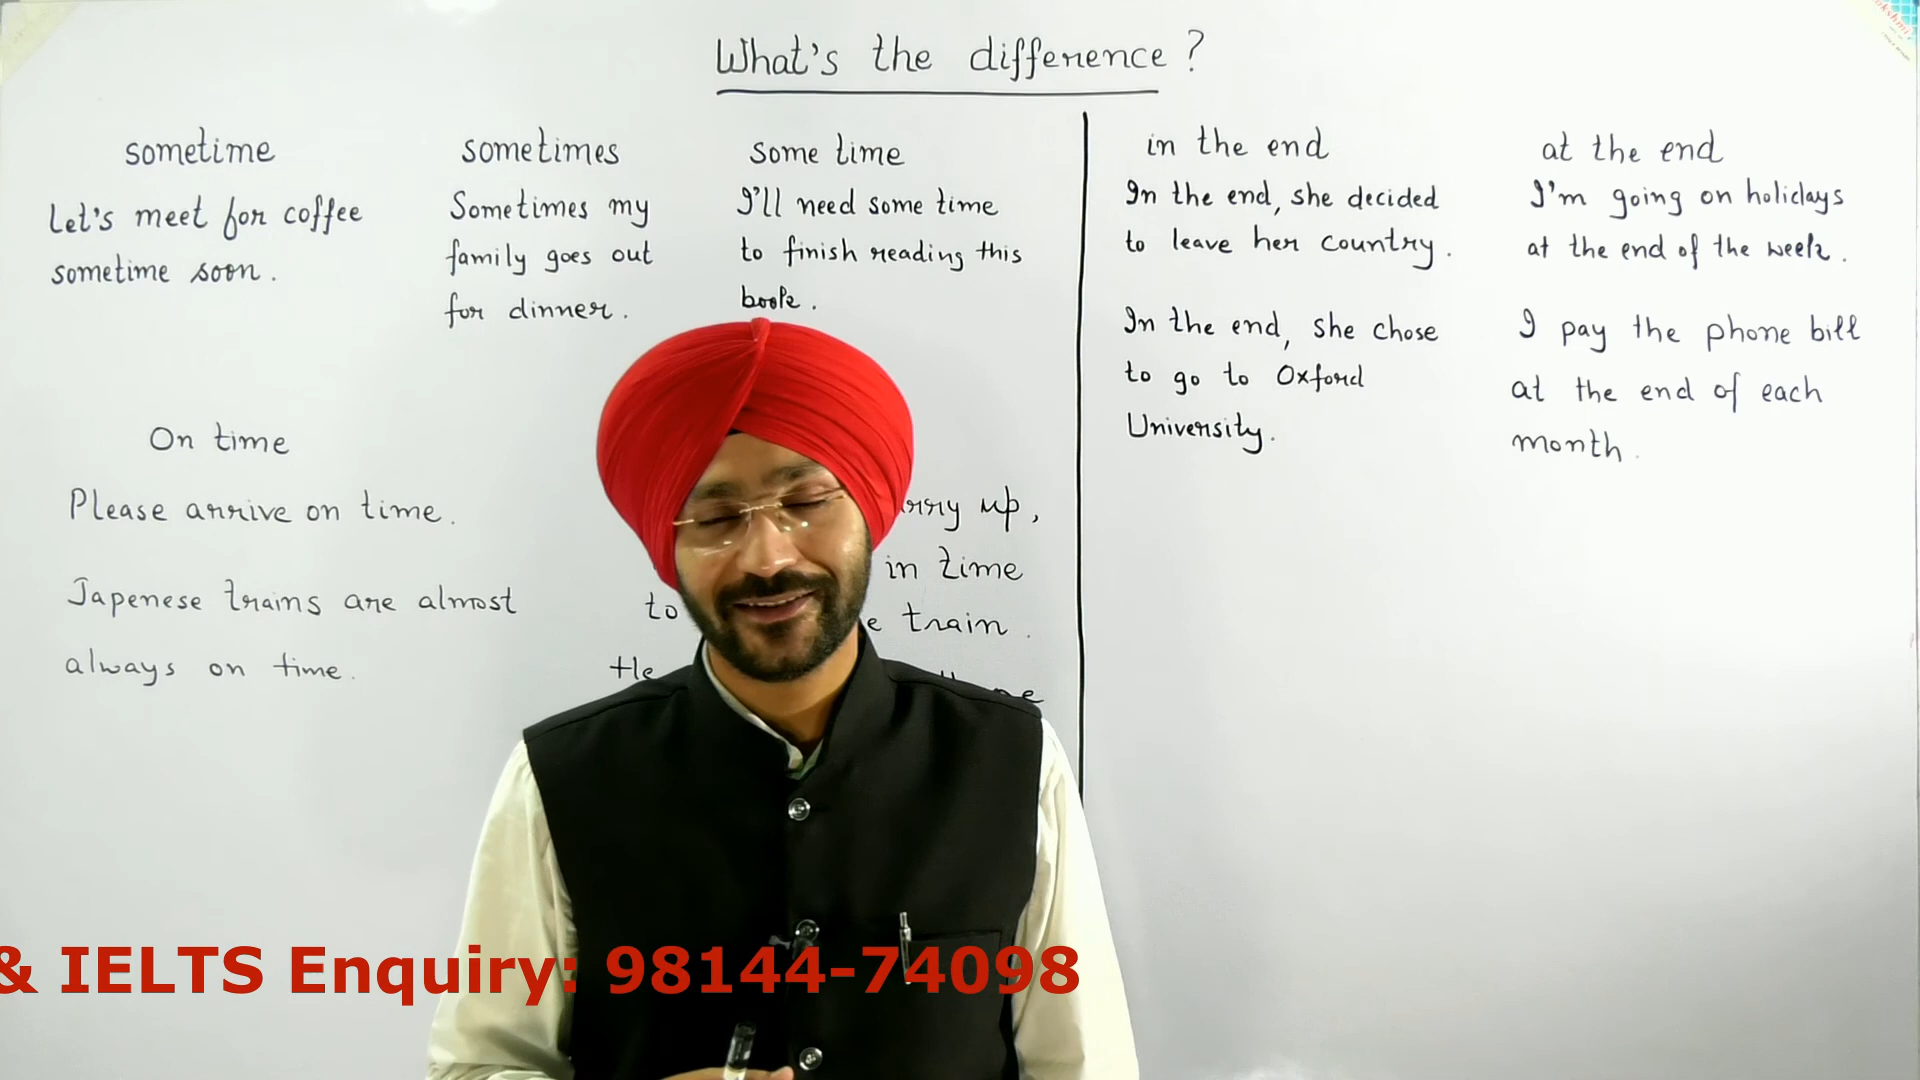 What's the difference ?
sometime
Let's meet for coffee
sometime soon .
sometimes
Sometimes my
family goes out
for dinner .
some time
I'll need some time
to finish reading this
book .
On time
Please arrive on time .
Japenese trains are almost
always on time .
up ,
in time
to
train .
He
in the end
In the end, she decided
to leave her country .
In the end, she chose
to go to Oxford
University .
at the end
I'm going on holidays
at the end of the week .
I pay the phone bill
at the end of each
month .
& IELTS Enquiry: 98144-74098